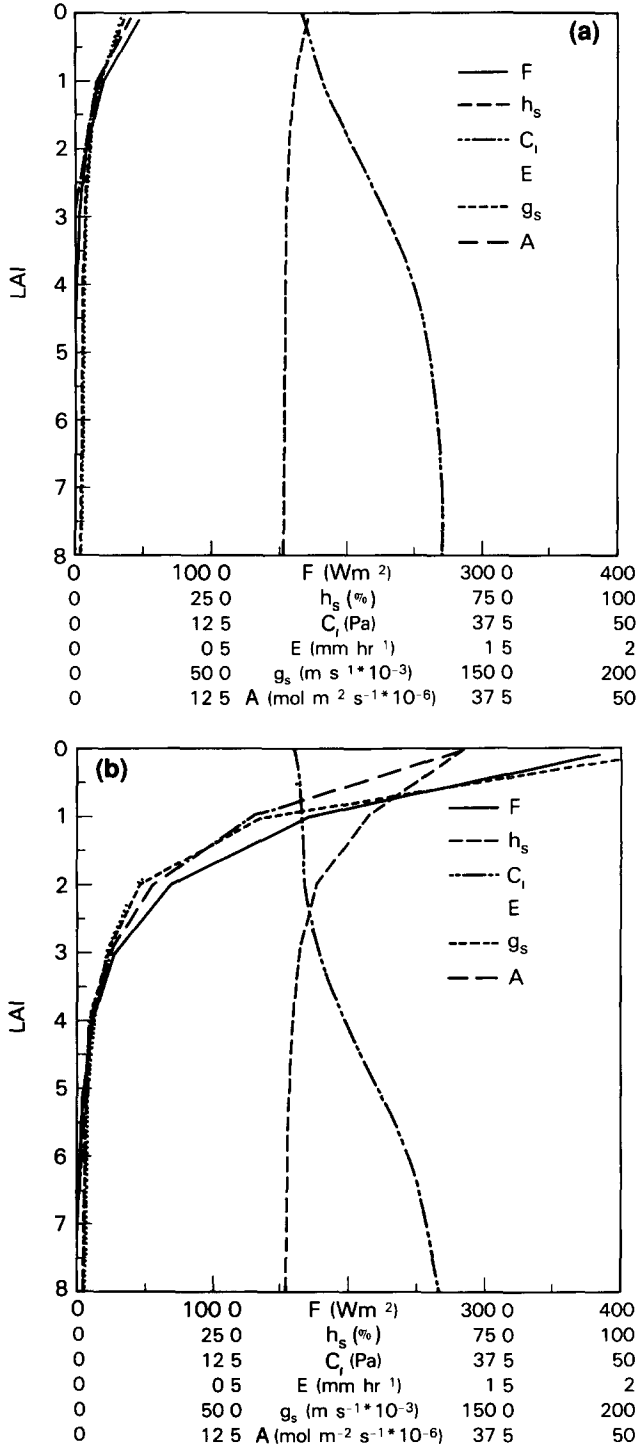 0
(a)
F
1
hs
2
Cı
E
3
gs
A
4
LAI
5
6
7
8
0 100 0 F (Wm ²) 300 0 400
0 25 0 hs (%) 75 0 100
0 12 5 Cı (Pa) 37 5 50
0 0 5 E (mm hr ¹) 1 5 2
0 50 0 gs (m s ¹*10⁻³) 150 0 200
0 12 5 A (mol m ² s⁻¹*10⁻⁶) 37 5 50
0
(b)
1
F
hs
2
Cı
E
3
gs
A
4
LAI
5
6
7
8
0 100 0 F (Wm ²) 300 0 400
0 25 0 hs (%) 75 0 100
0 12 5 Cı (Pa) 37 5 50
0 0 5 E (mm hr ¹) 1 5 2
0 50 0 gs (m s⁻¹*10⁻³) 150 0 200
0 12 5 A (mol m⁻² s⁻¹*10⁻⁶) 37 5 50